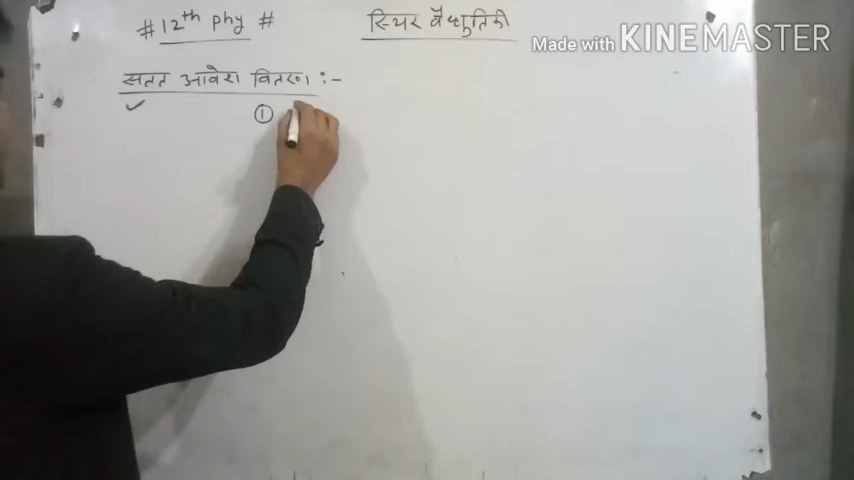 # 12th phy #
स्थिर वैद्युतिकी
Made with KINEMASTER
सतत आवेश वितरण :-
✓ ①